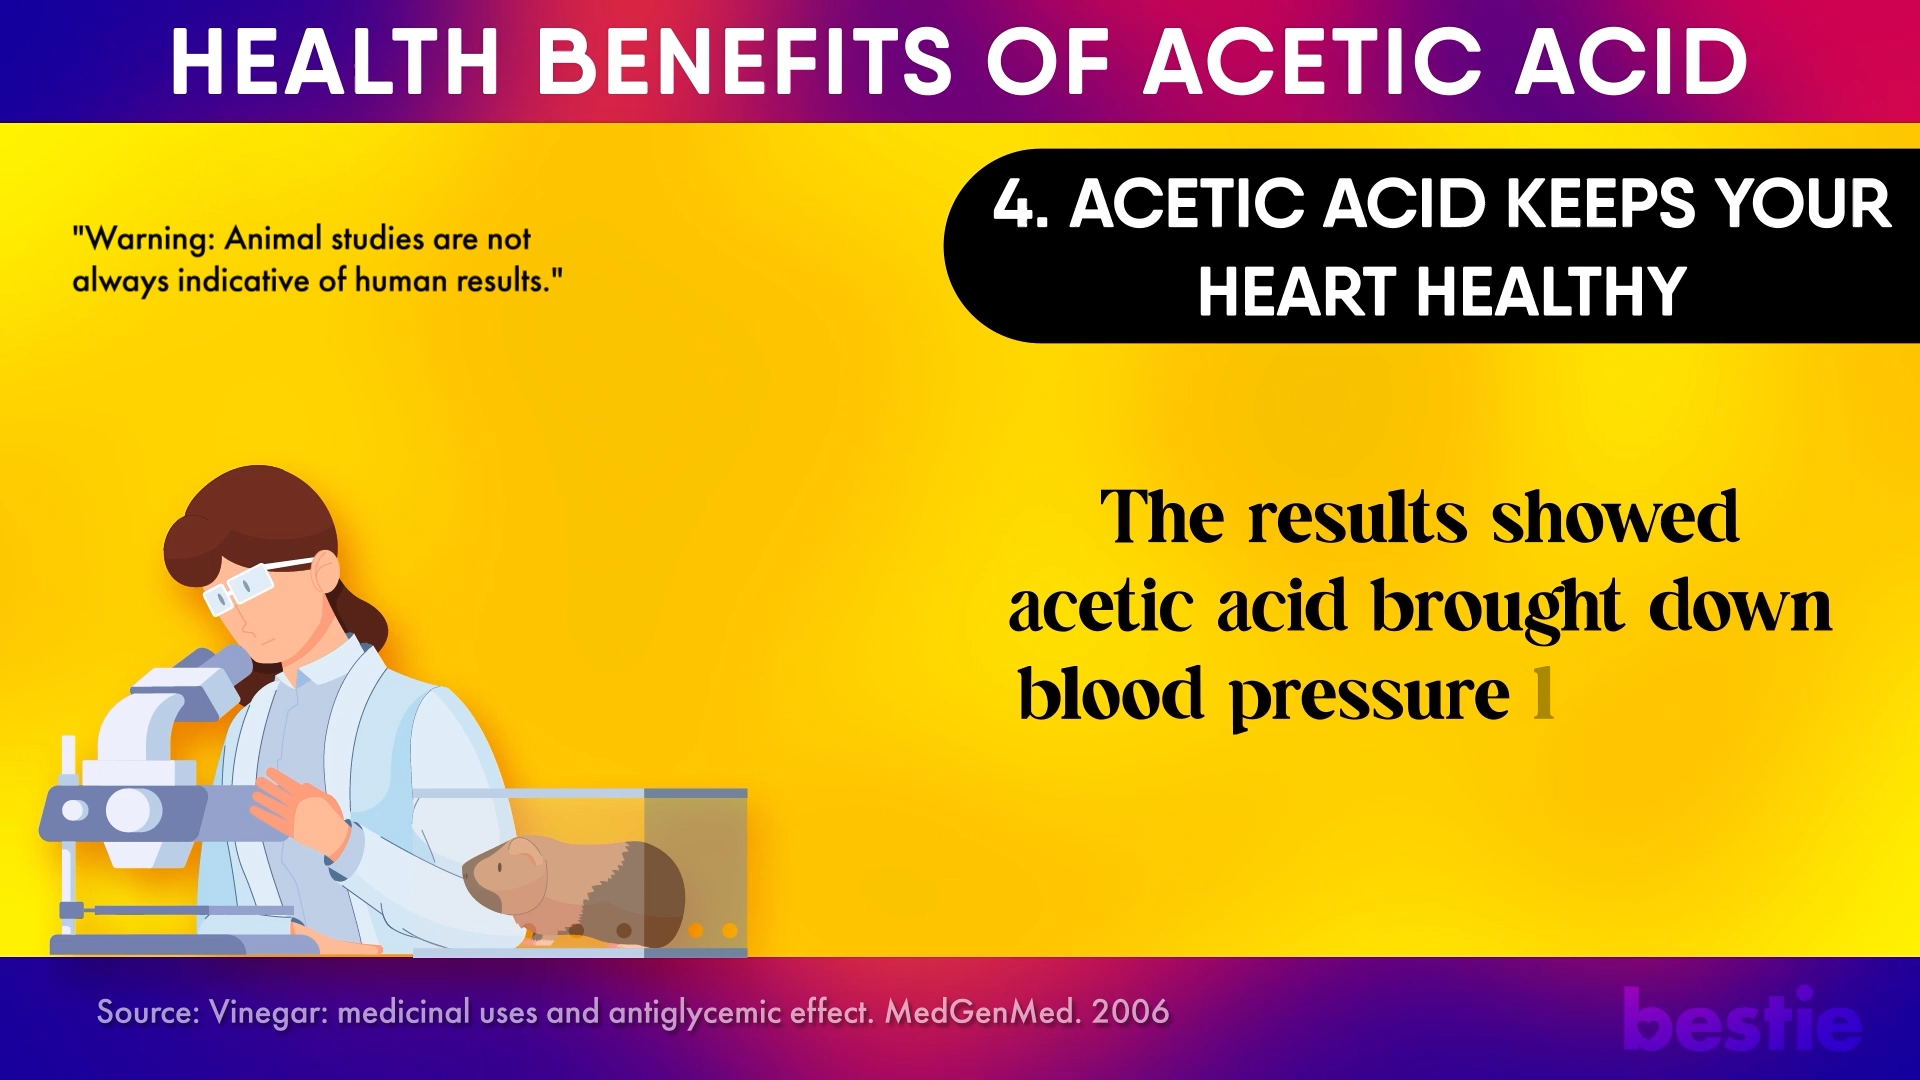 HEALTH BENEFITS OF ACETIC ACID
"Warning: Animal studies are not
always indicative of human results."
4. ACETIC ACID KEEPS YOUR
HEART HEALTHY
The results showed
acetic acid brought down
blood pressure l
Source: Vinegar: medicinal uses and antiglycemic effect. MedGenMed. 2006
bestie